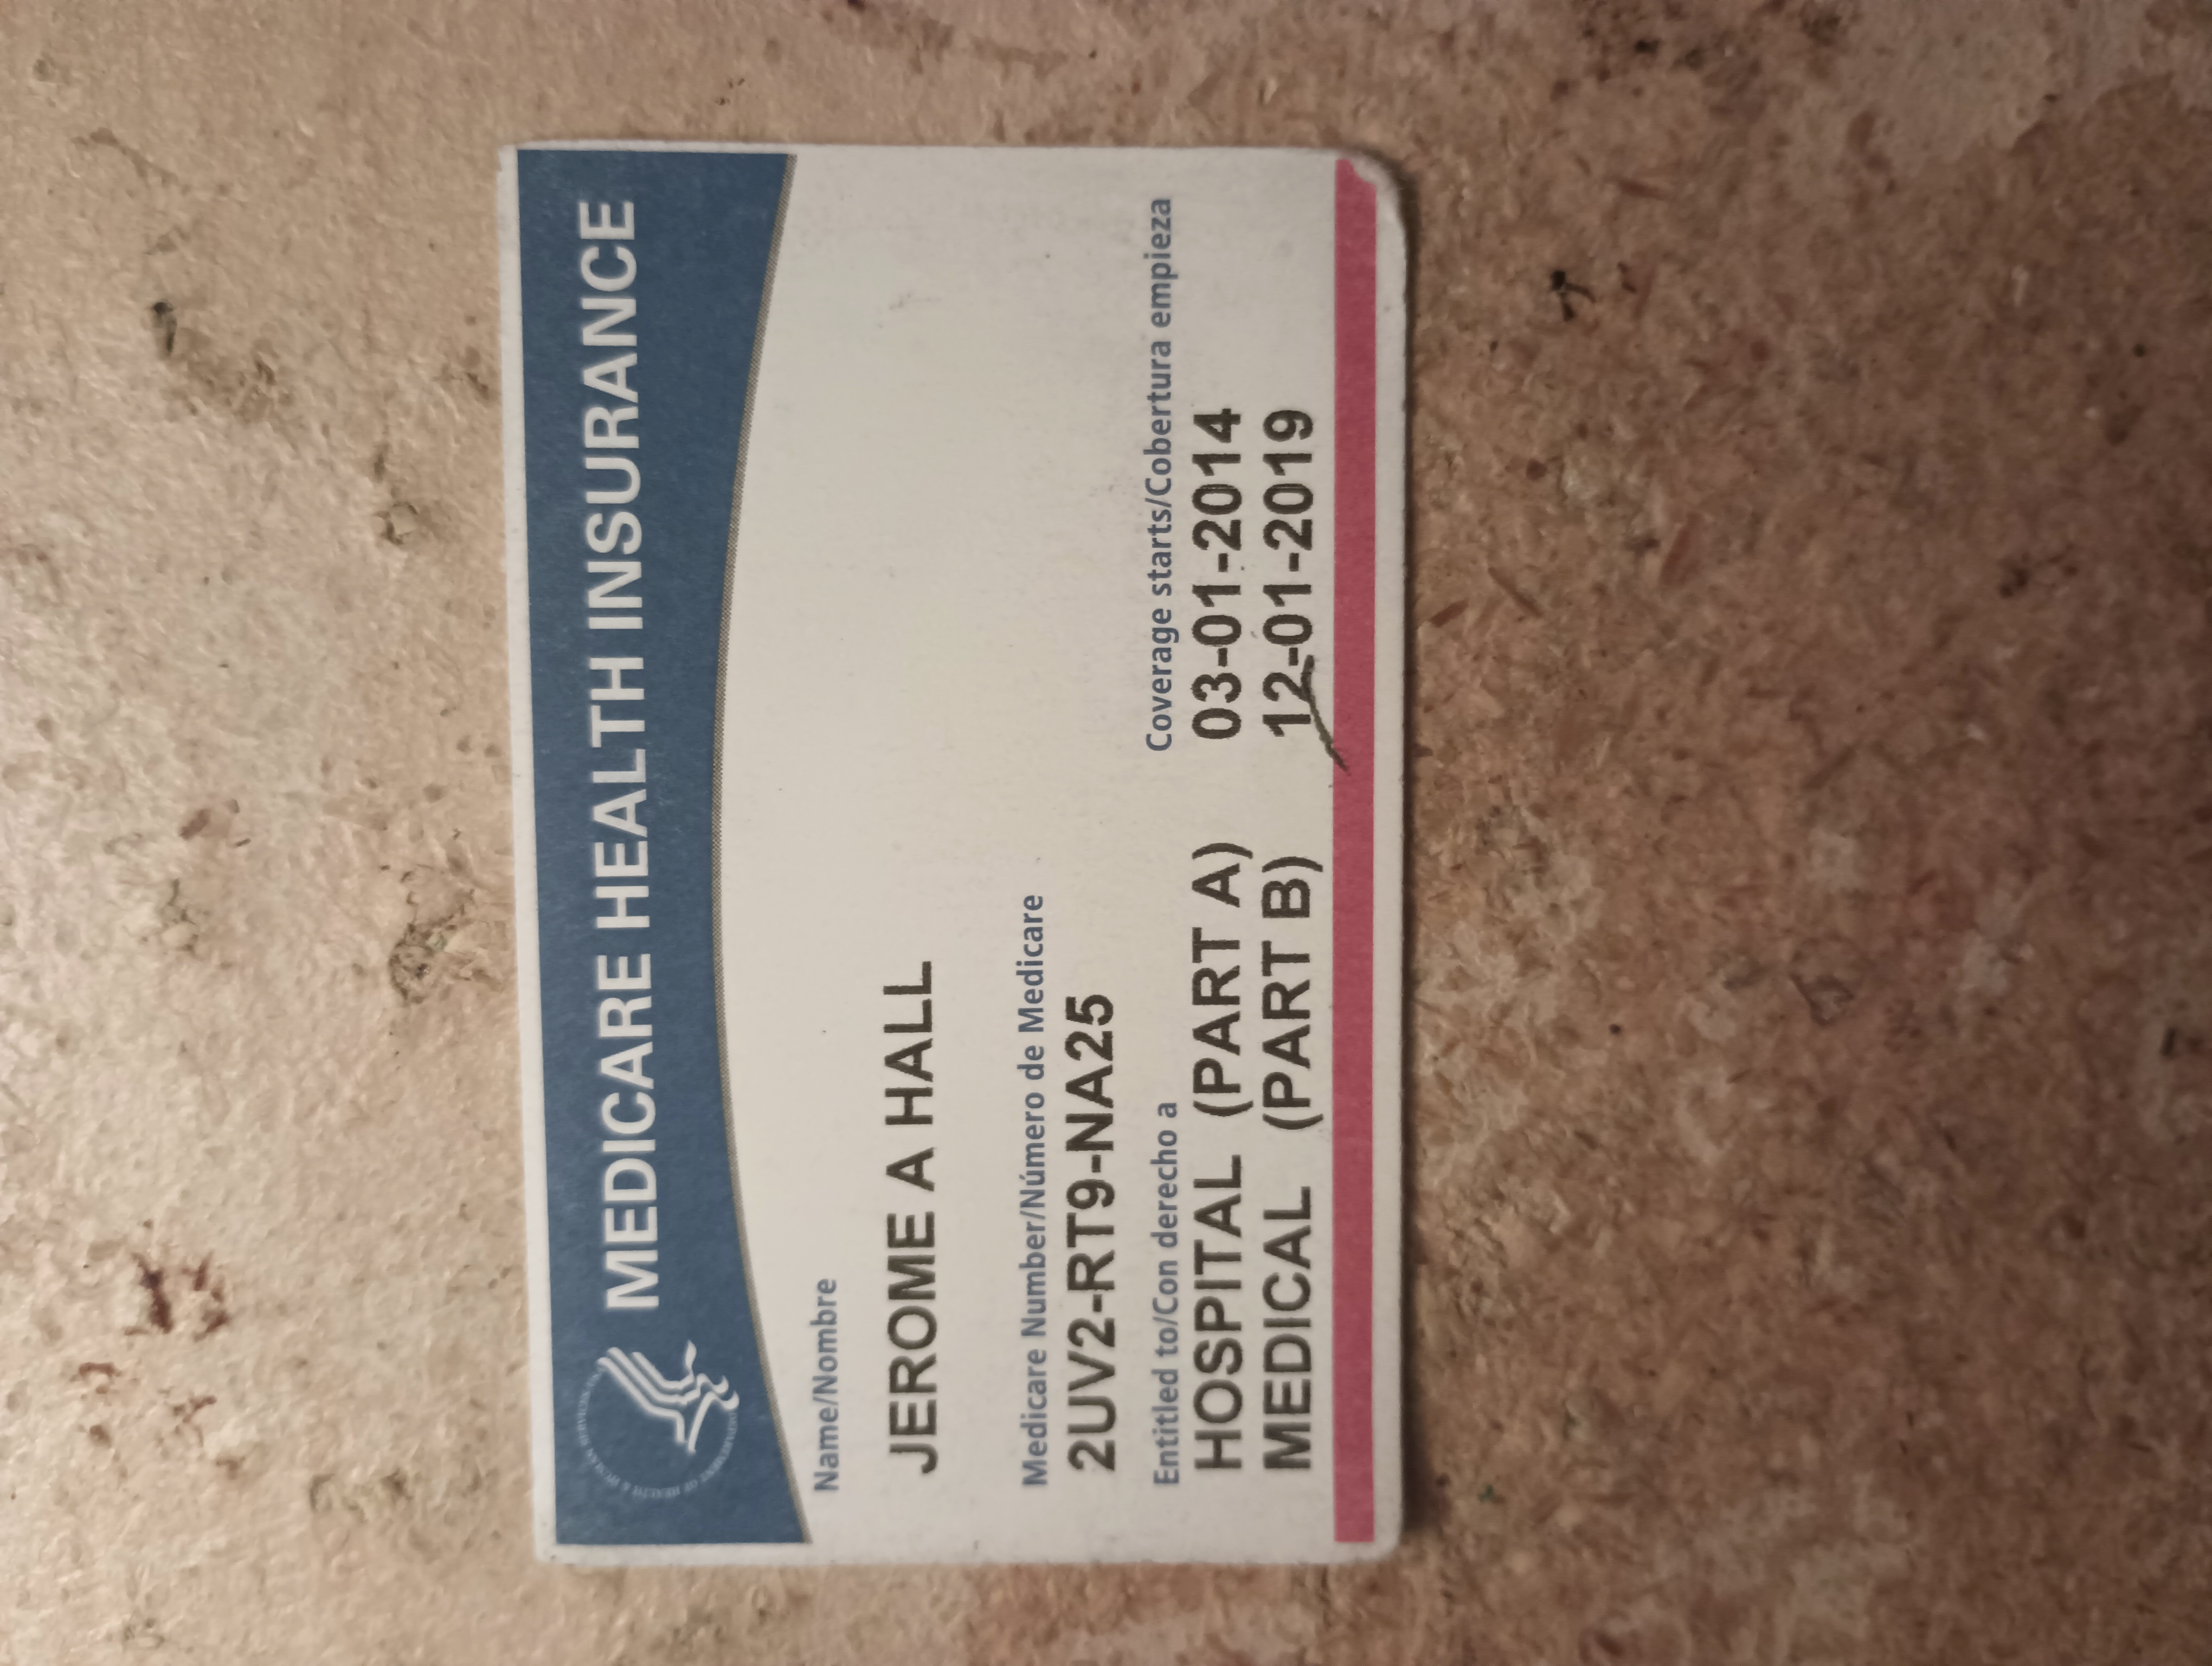 MEDICARE HEALTH INSURANCE
Name/Nombre
JEROME A HALL
Medicare Number/Número de Medicare
2UV2-RT9-NA25
Entitled to/Con derecho a Coverage starts/Cobertura empieza
HOSPITAL (PART A) 03-01-2014
MEDICAL (PART B) 12-01-2019